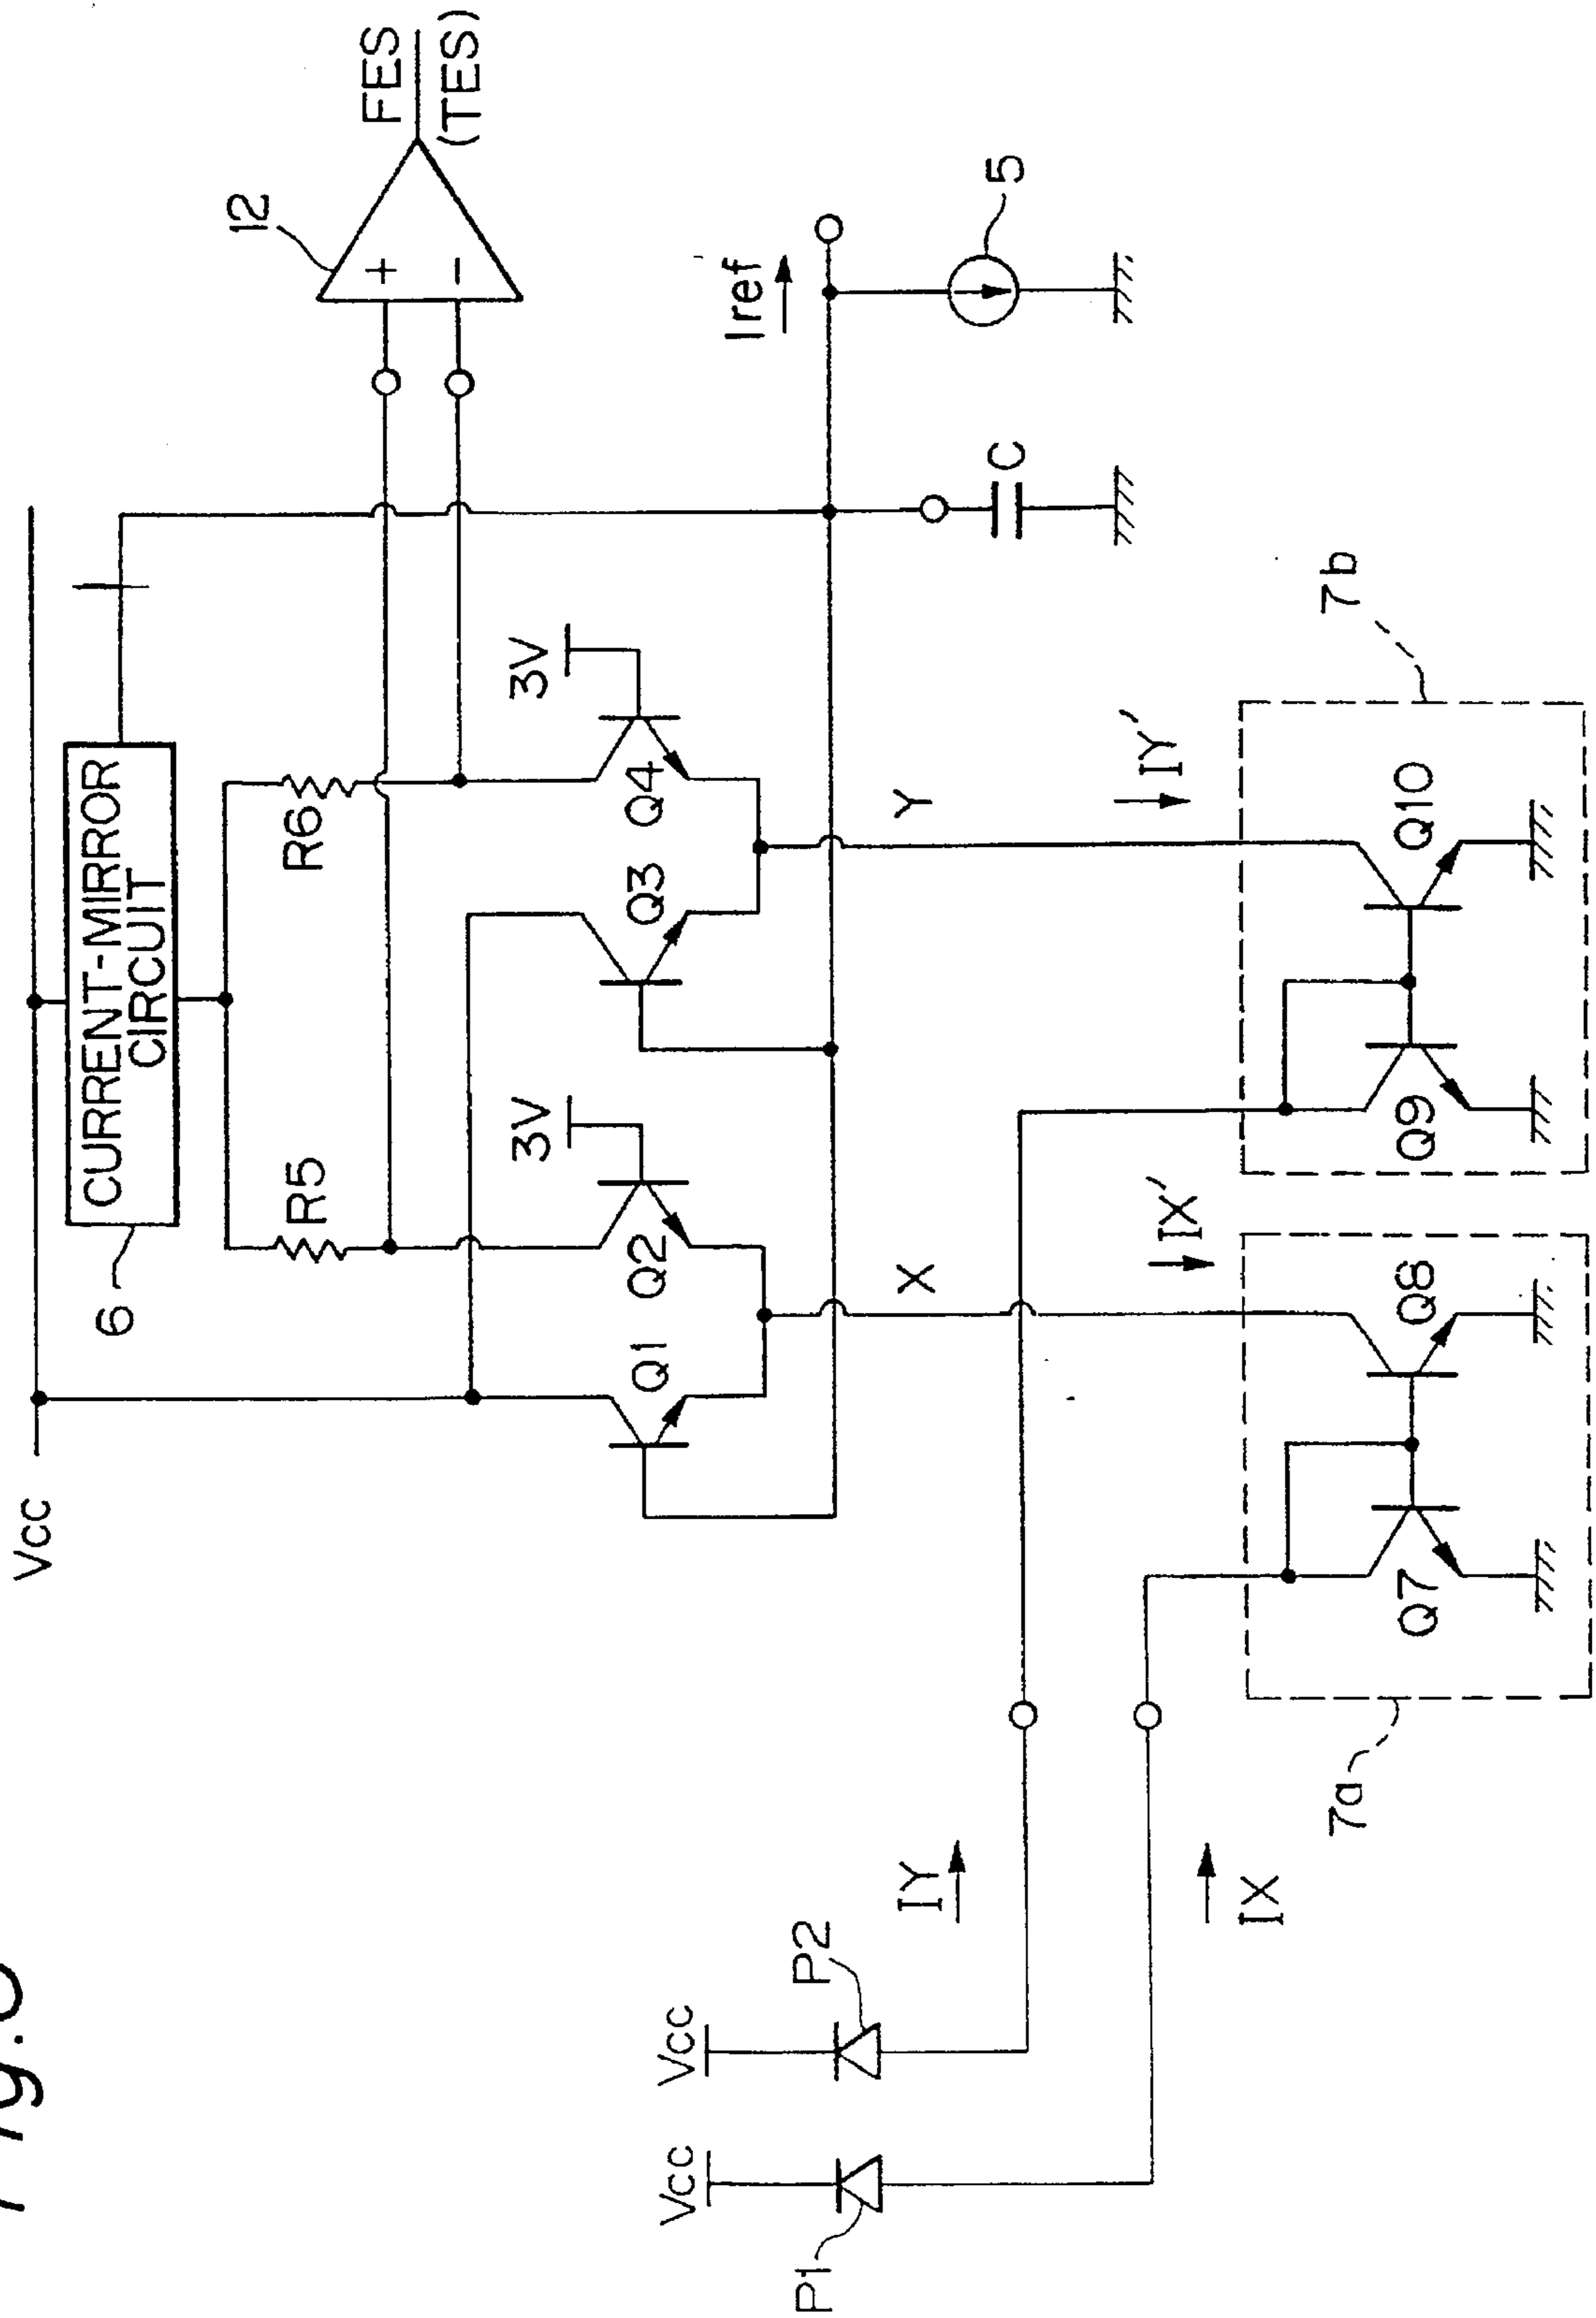 Fig.
Vcc
6
CURRENT-MIRROR
CIRCUIT
R5
R6
12
+
-
FES
(TES)
3V
3V
Q1
Q2
Q3
Q4
Iref
Vcc
Vcc
P1
P2
X
Y
IY
C
5
IX
IX'
IY'
7a
7b
Q7
Q8
Q9
Q10